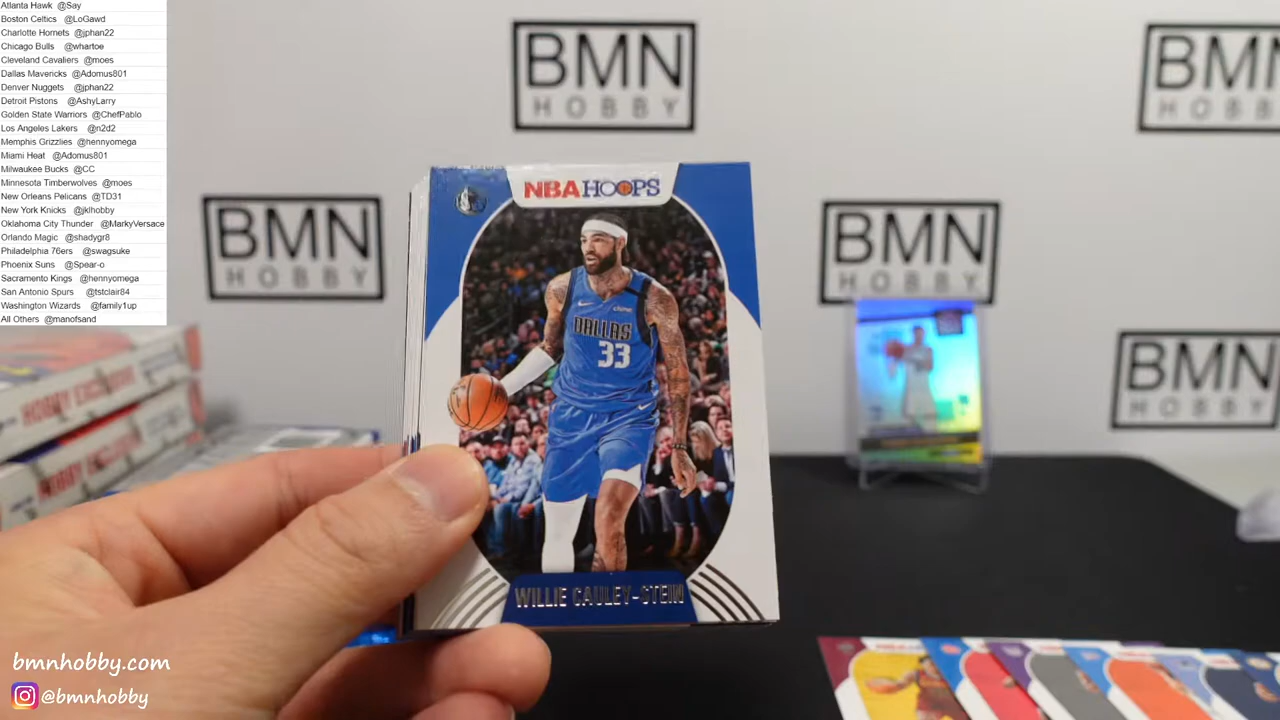 Atlanta Hawk @Say
Boston Celtics @LoGawd
Charlotte Hornets @jphan22
Chicago Bulls @whartoe
Cleveland Cavaliers @moes
Dallas Mavericks @Adomus801
Denver Nuggets @jphan22
Detroit Pistons @AshyLarry
Golden State Warriors @ChefPablo
Los Angeles Lakers @n2d2
Memphis Grizzlies @hennyomega
Miami Heat @Adomus801
Milwaukee Bucks @CC
Minnesota Timberwolves @moes
New Orleans Pelicans @TD31
New York Knicks @jklhobby
Oklahoma City Thunder @MarkyVersace
Orlando Magic @shadygr8
Philadelphia 76ers @swagsuke
Phoenix Suns @Spear-o
Sacramento Kings @hennyomega
San Antonio Spurs @tstclair84
Washington Wizards @family1up
All Others @manofsand
BMN
HOBBY
BMN
HOBBY
BMN
HOBBY
BMN
HOBBY
BMN
HOBBY
NBA HOOPS
DALLAS
33
WILLIE CAULEY-STEIN
HOBBY EXCLUSIVE
HOBBY EXCLUSIVE
bmnhobby.com
@bmnhobby